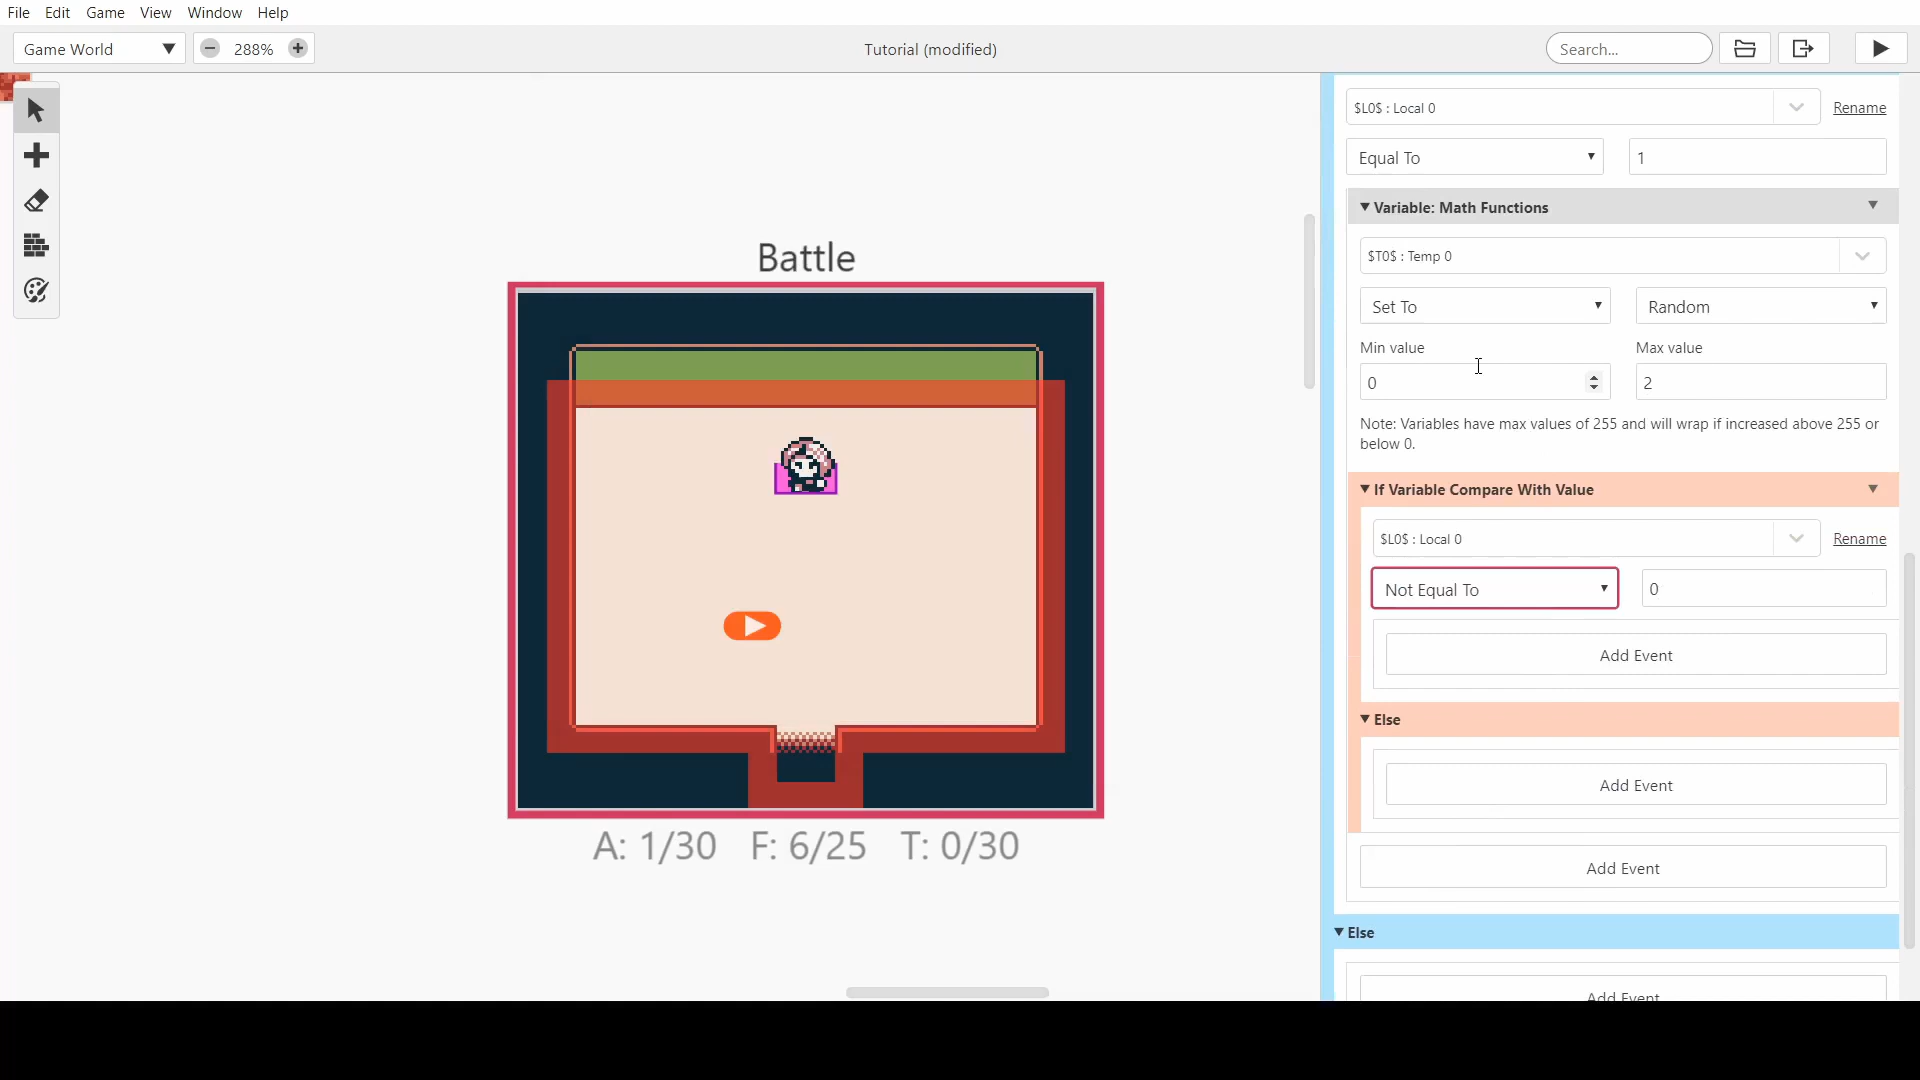 File Edit Game View Window Help
Game World 288% Tutorial (modified) Search...
$L0$ : Local 0 Rename
Equal To 1
Variable: Math Functions
$T0$ : Temp 0
Set To Random
Min value Max value
0 2
Note: Variables have max values of 255 and will wrap if increased above 255 or
below 0.
If Variable Compare With Value
$L0$ : Local 0 Rename
Not Equal To 0
Add Event
Else
Add Event
Add Event
Else
Add Event
Battle
A: 1/30 F: 6/25 T: 0/30